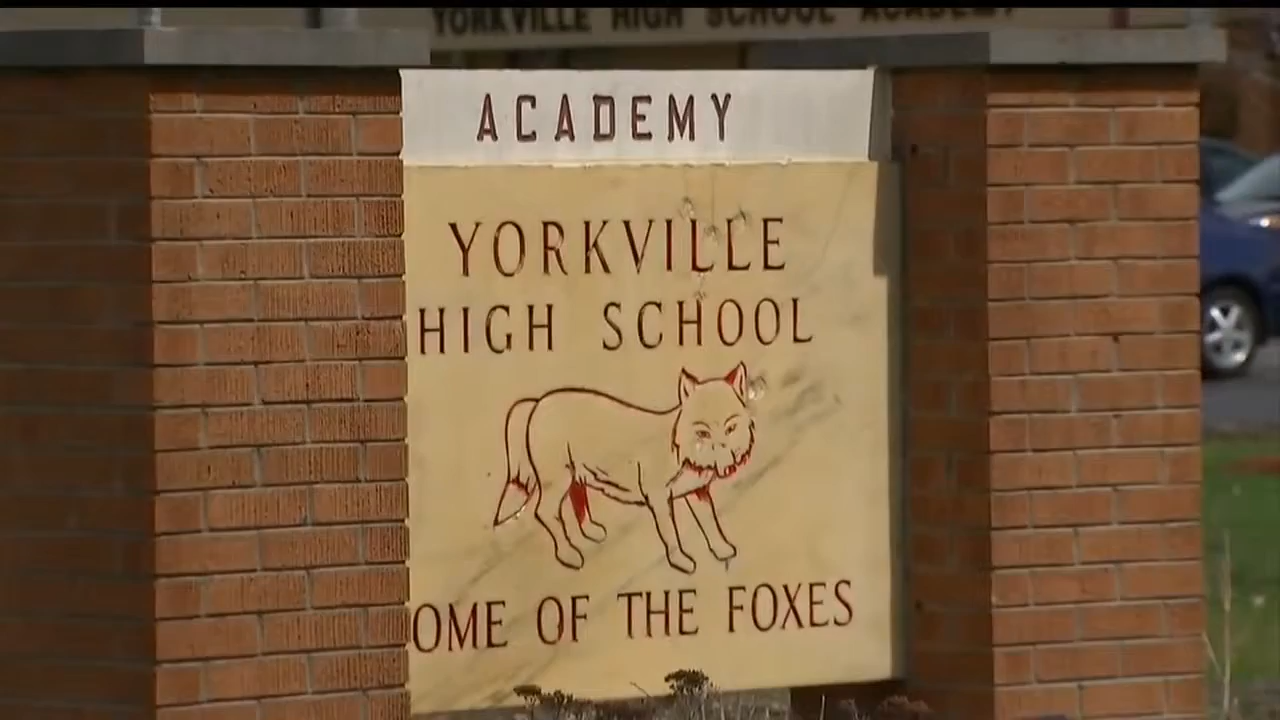 YORKVILLE HIGH SCHOOL ACADEMY
ACADEMY
YORKVILLE
HIGH SCHOOL
OME OF THE FOXES